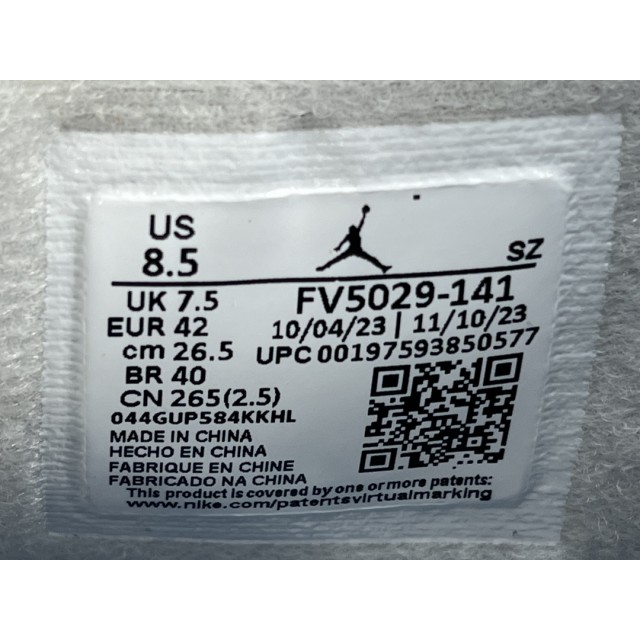 US
8.5
SZ
UK 7.5
FV5029-141
EUR 42
10/04/23 | 11/10/23
cm 26.5
UPC 00197593850577
BR 40
CN 265(2.5)
044GUP584KKHL
MADE IN CHINA
HECHO EN CHINA
FABRIQUE EN CHINE
FABRICADO NA CHINA
This product is covered by one or more patents:
www.nike.com/patentsvirtualmarking